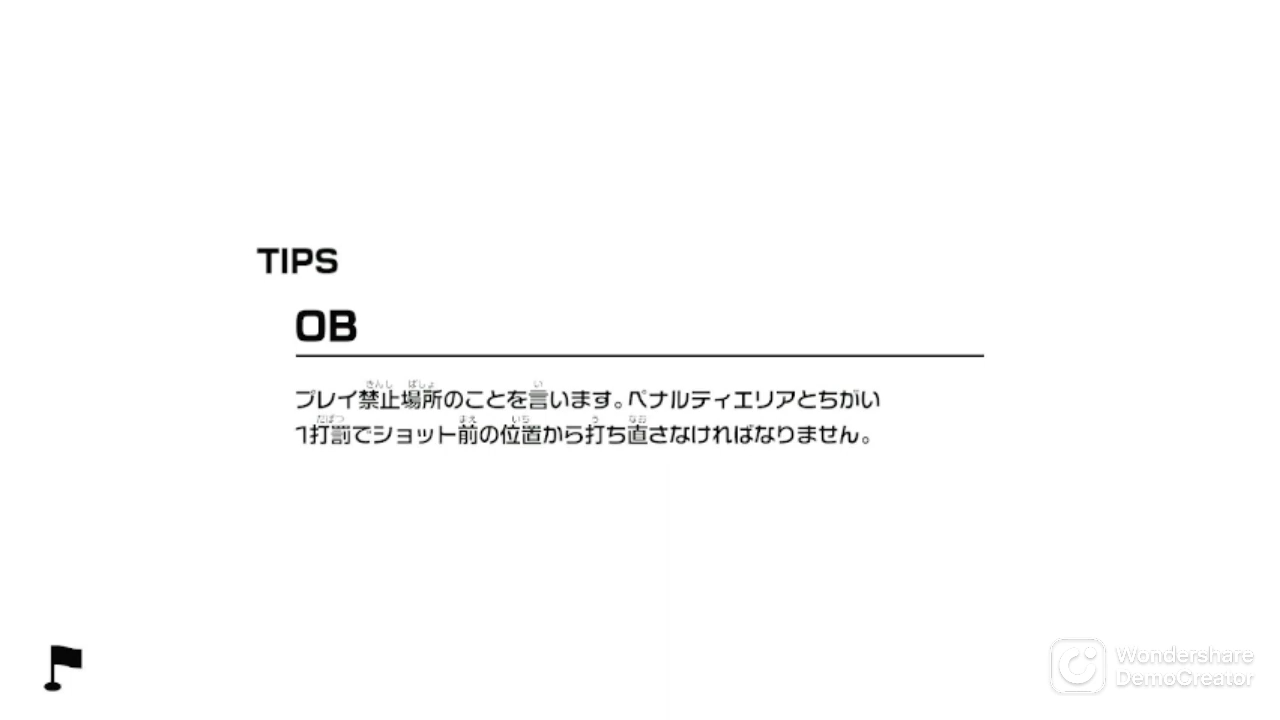 TIPS
OB
プレイ禁止場所のことを言います。ペナルティエリアとちがい
1打罰でショット前の位置から打ち直さなければなりません。
Wondershare
DemoCreator